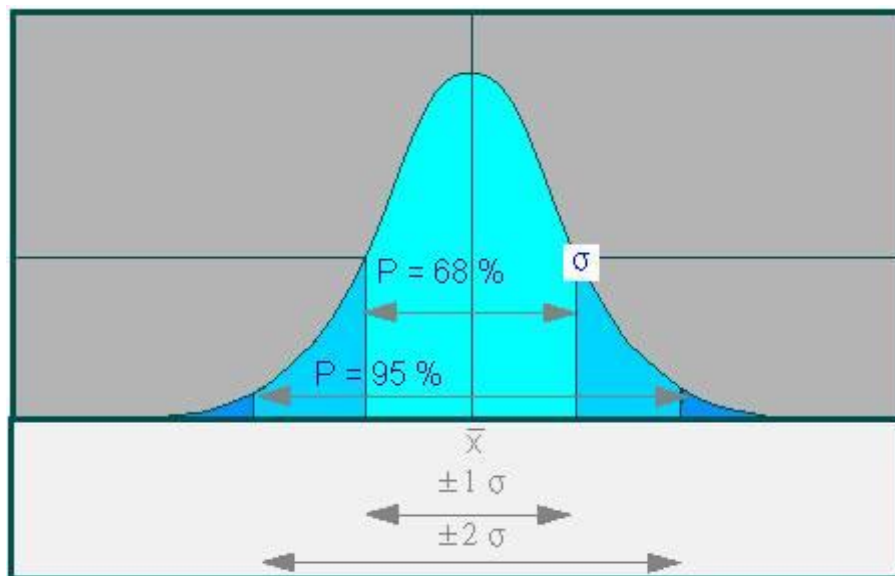 P = 68 %
σ
P = 95 %
x̅
±1 σ
±2 σ